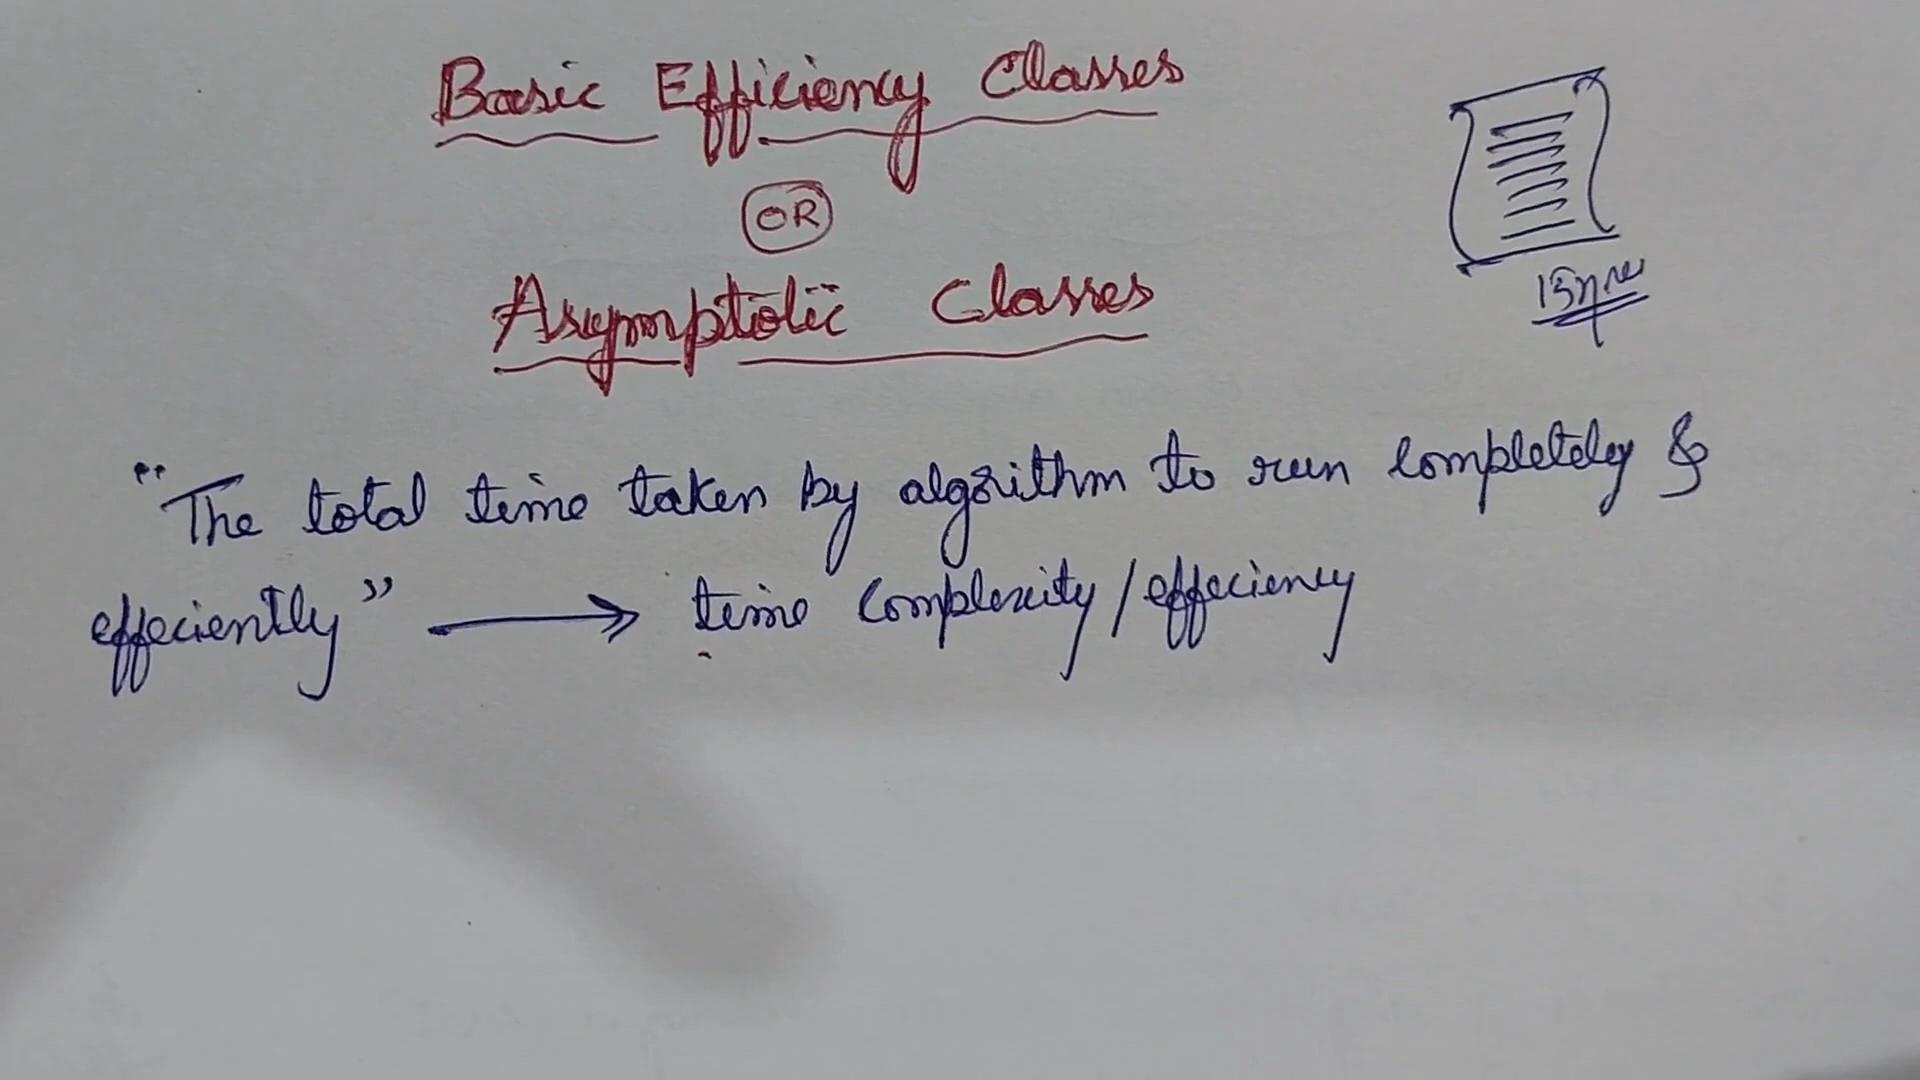 Basic Efficiency Classes
OR
Asymptotic Classes
"The total time taken by algorithm to run completely &
effeciently" → time complexity/effeciency